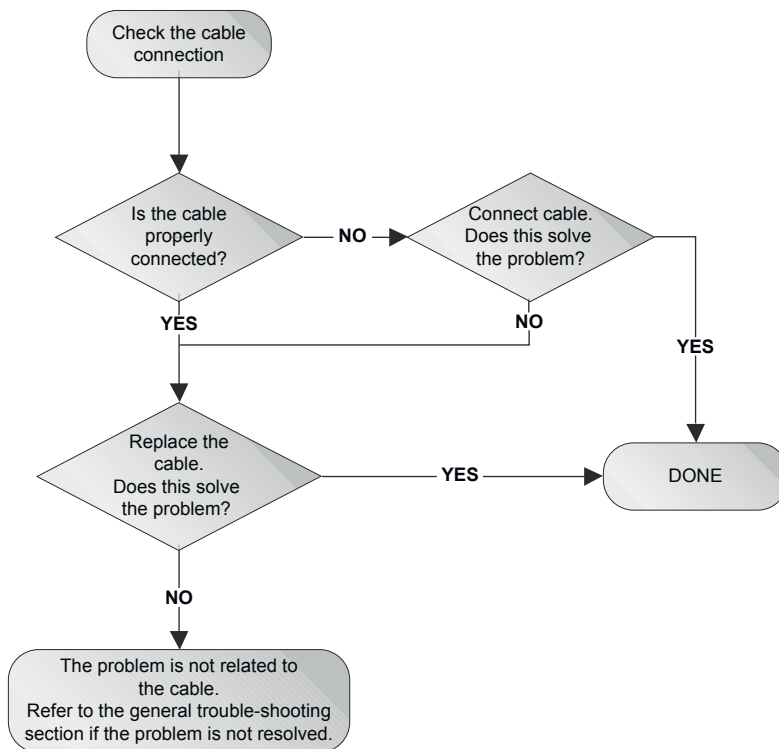 Check the cable
connection
Is the cable
properly
connected?
NO
Connect cable.
Does this solve
the problem?
YES
NO
YES
Replace the
cable.
Does this solve
the problem?
YES
DONE
NO
The problem is not related to
the cable.
Refer to the general trouble-shooting
section if the problem is not resolved.